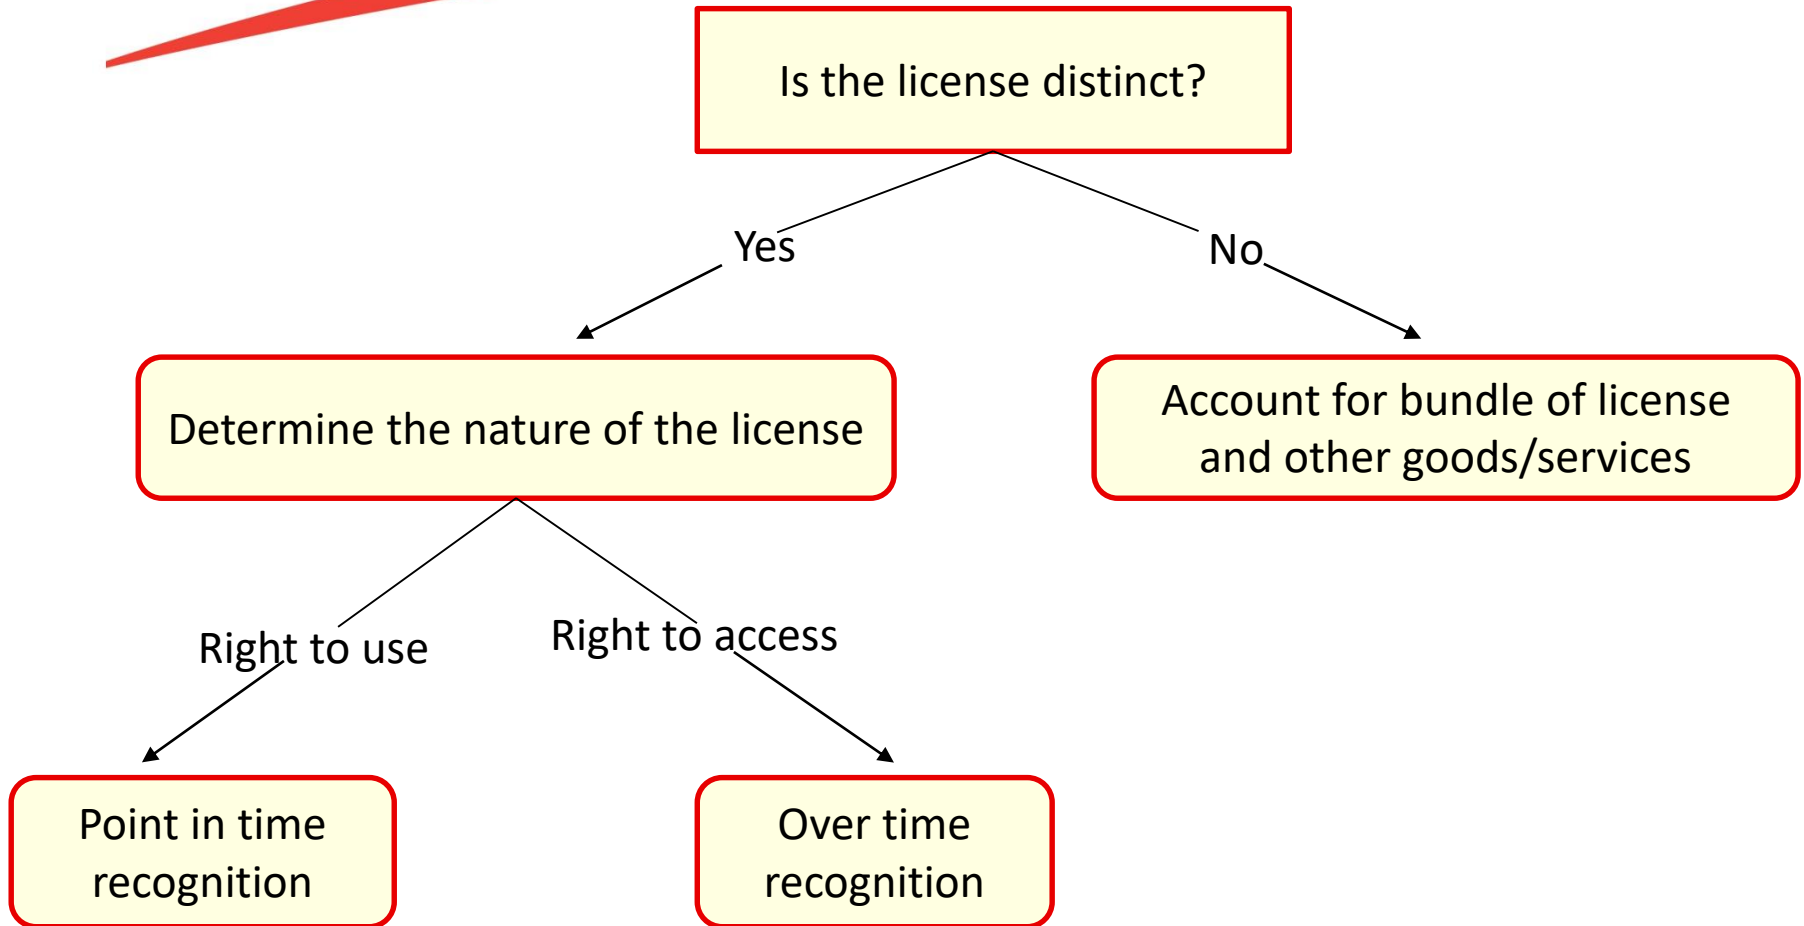 Is the license distinct?
Yes
No
Determine the nature of the license
Account for bundle of license
and other goods/services
Right to use
Right to access
Point in time
recognition
Over time
recognition